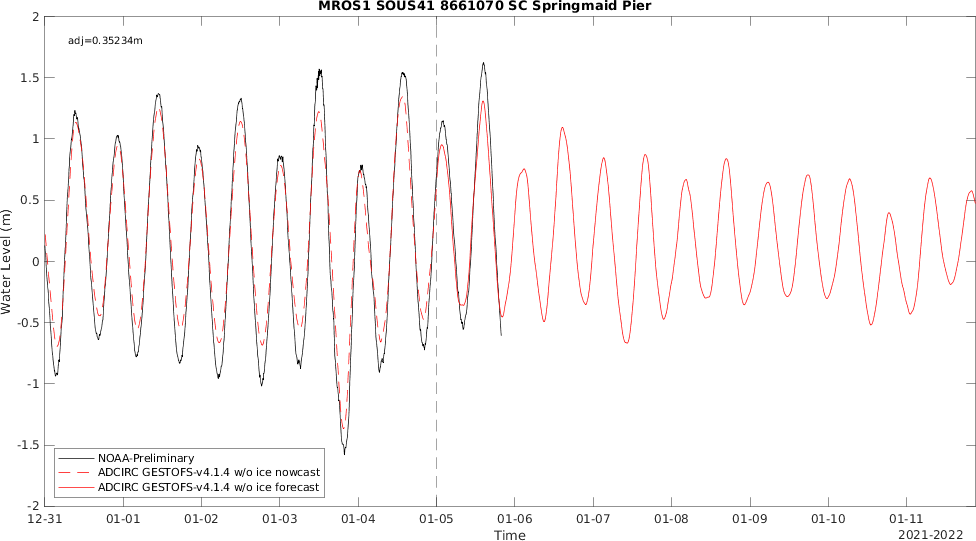 MROS1 SOUS41 8661070 SC Springmaid Pier
adj=0.35234m
2
1.5
1
0.5
0
-0.5
-1
-1.5
-2
Water Level (m)
NOAA-Preliminary
ADCIRC GESTOFS-v4.1.4 w/o ice nowcast
ADCIRC GESTOFS-v4.1.4 w/o ice forecast
12-31 01-01 01-02 01-03 01-04 01-05 01-06 01-07 01-08 01-09 01-10 01-11
Time
2021-2022